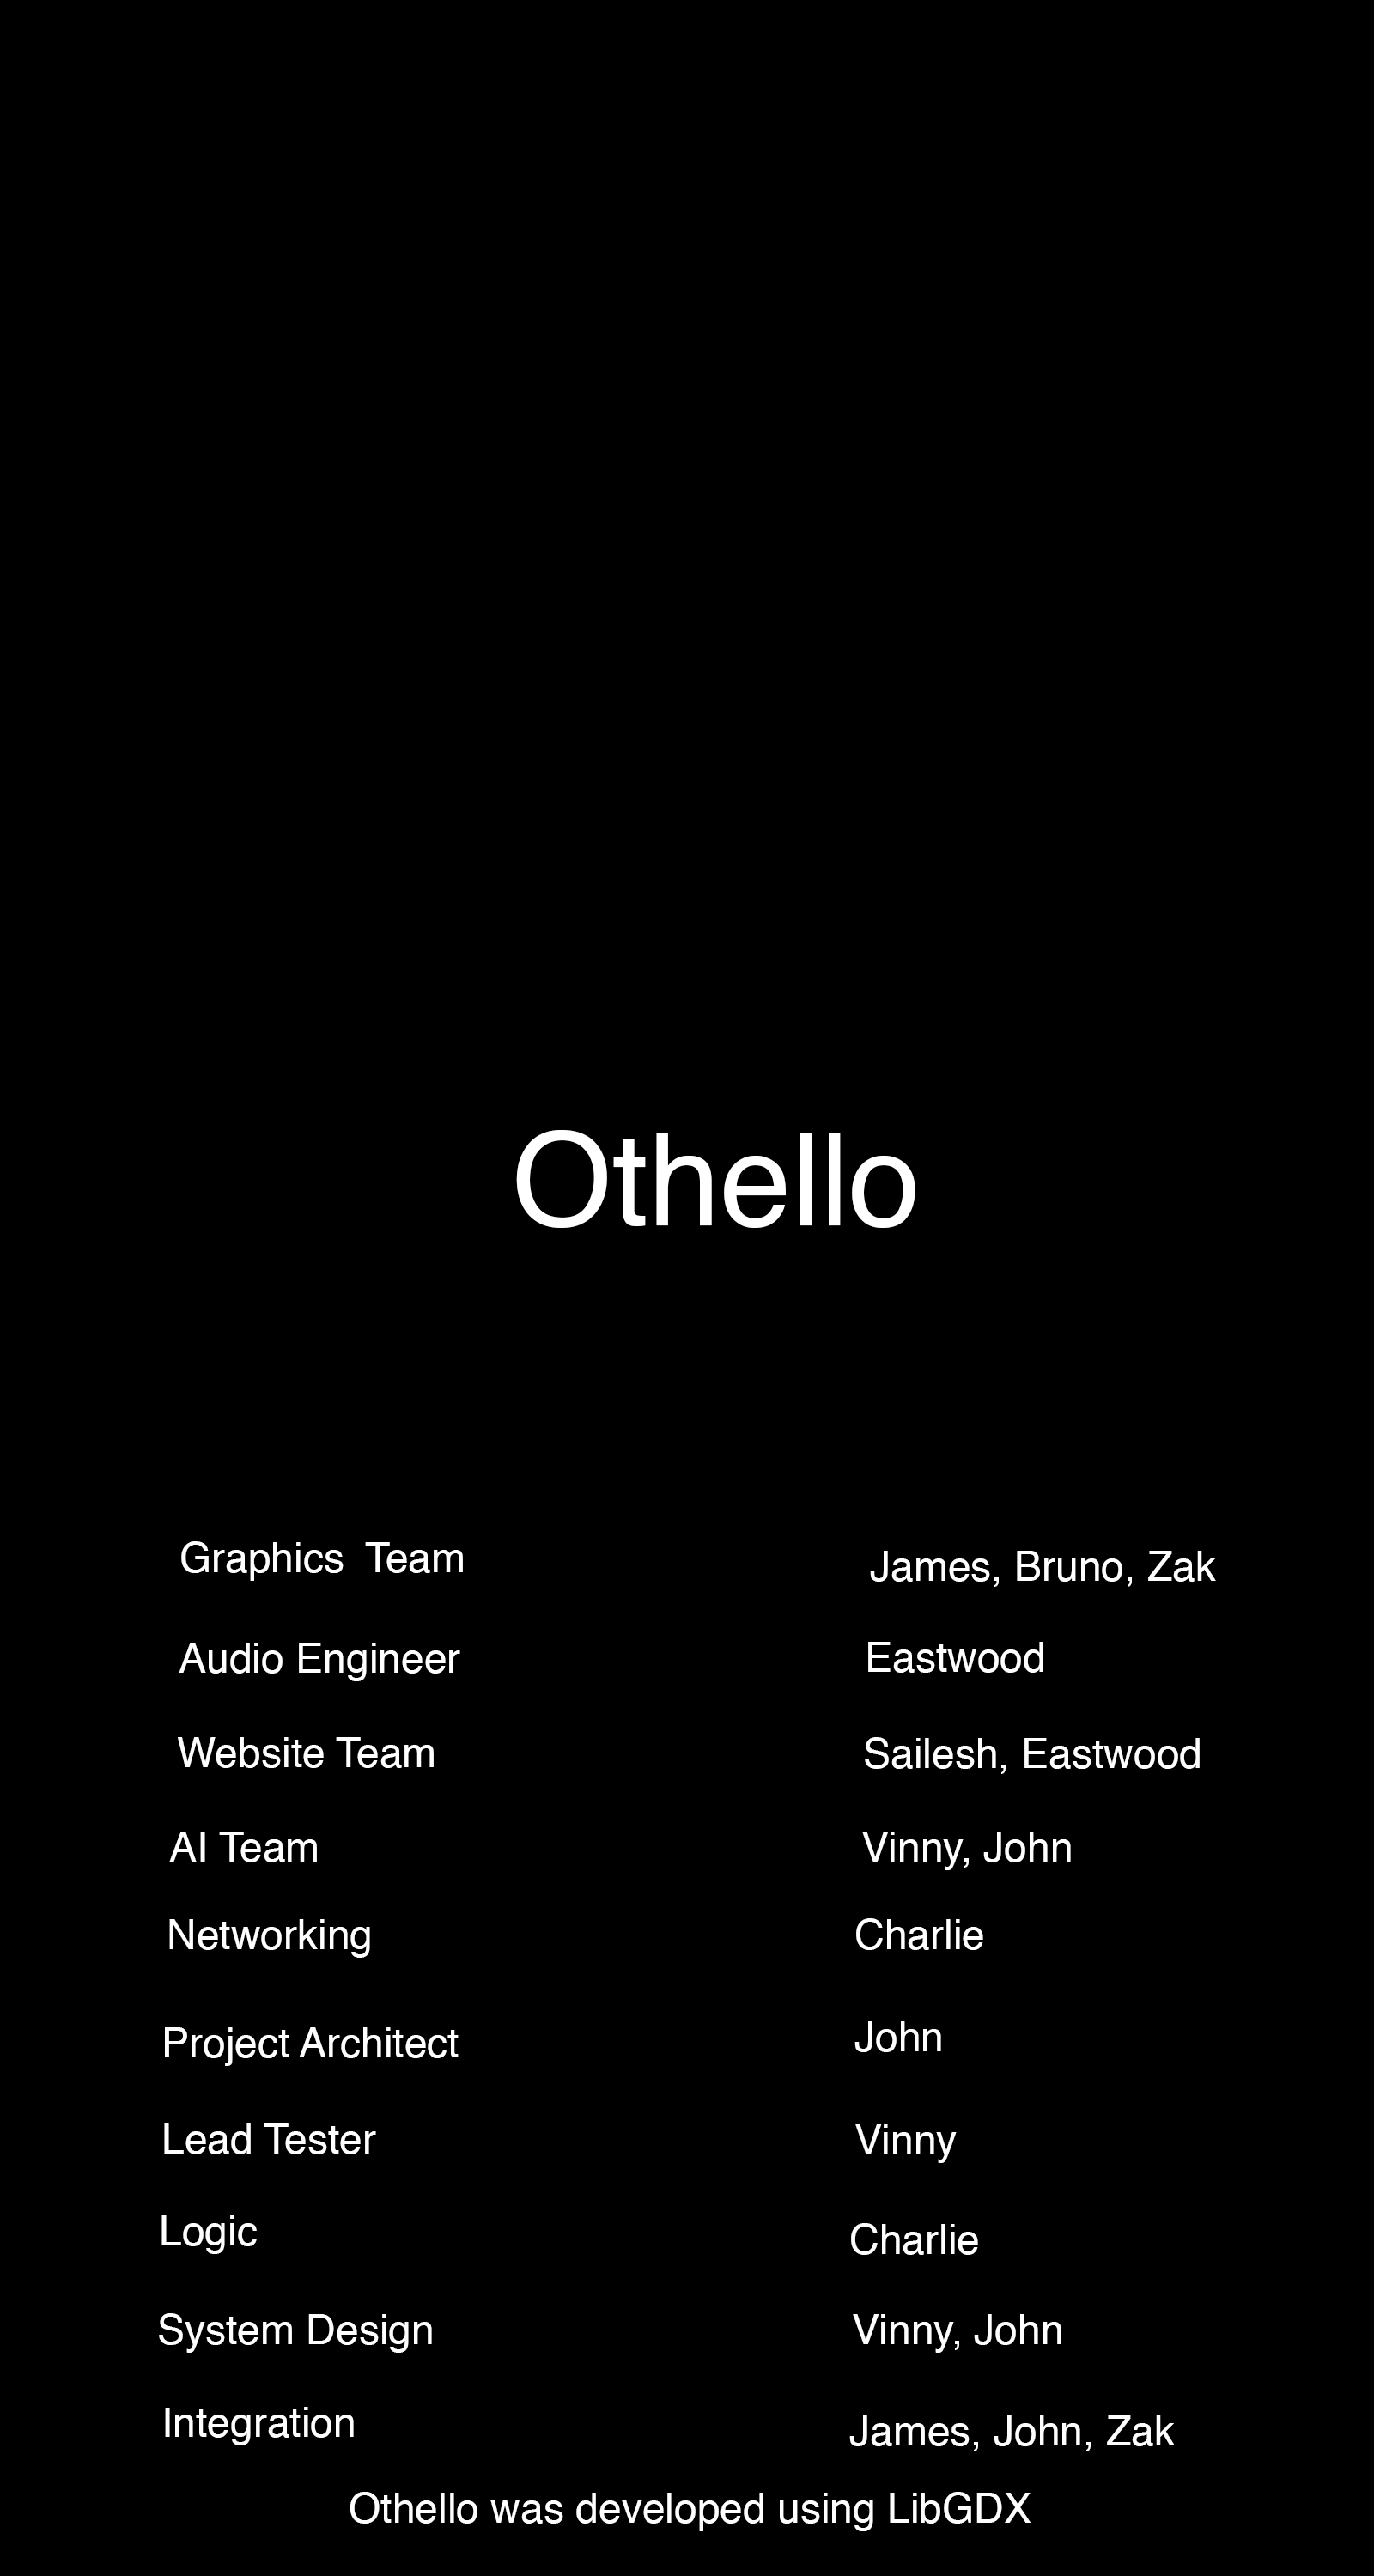 Othello
Graphics  Team James, Bruno, Zak
Audio Engineer Eastwood
Website Team Sailesh, Eastwood
AI Team Vinny, John
Networking Charlie
Project Architect John
Lead Tester Vinny
Logic Charlie
System Design Vinny, John
Integration James, John, Zak
Othello was developed using LibGDX